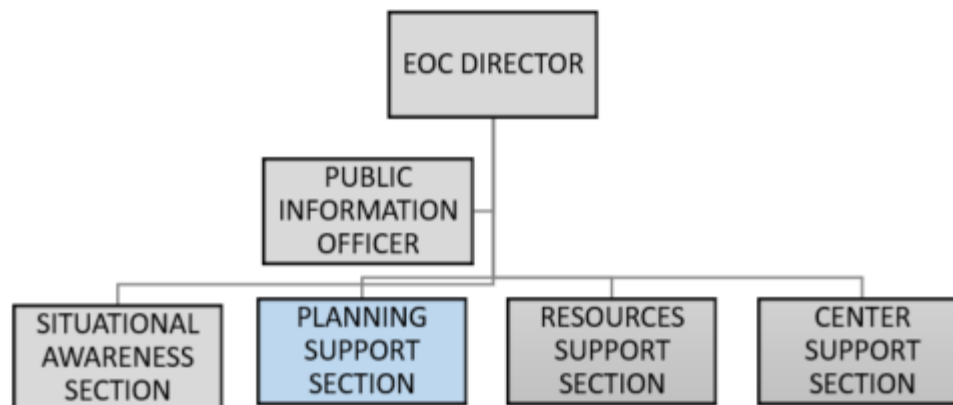 EOC DIRECTOR
PUBLIC
INFORMATION
OFFICER
SITUATIONAL
AWARENESS
SECTION
PLANNING
SUPPORT
SECTION
RESOURCES
SUPPORT
SECTION
CENTER
SUPPORT
SECTION